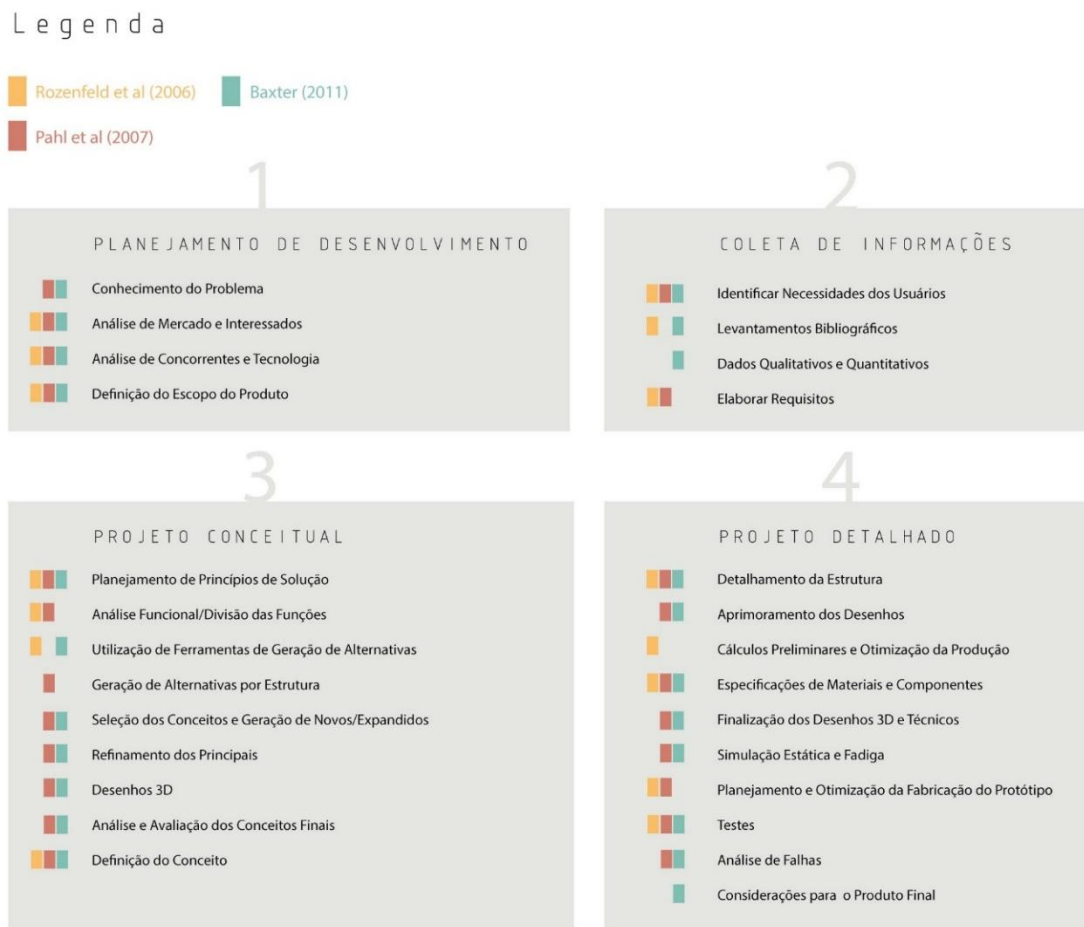 Legenda
Rozenfeld et al (2006)
Baxter (2011)
Pahl et al (2007)
1
PLANEJAMENTO DE DESENVOLVIMENTO
Conhecimento do Problema
Análise de Mercado e Interessados
Análise de Concorrentes e Tecnologia
Definição do Escopo do Produto
2
COLETA DE INFORMAÇÕES
Identificar Necessidades dos Usuários
Levantamentos Bibliográficos
Dados Qualitativos e Quantitativos
Elaborar Requisitos
3
PROJETO CONCEITUAL
Planejamento de Princípios de Solução
Análise Funcional/Divisão das Funções
Utilização de Ferramentas de Geração de Alternativas
Geração de Alternativas por Estrutura
Seleção dos Conceitos e Geração de Novos/Expandidos
Refinamento dos Principais
Desenhos 3D
Análise e Avaliação dos Conceitos Finais
Definição do Conceito
4
PROJETO DETALHADO
Detalhamento da Estrutura
Aprimoramento dos Desenhos
Cálculos Preliminares e Otimização da Produção
Especificações de Materiais e Componentes
Finalização dos Desenhos 3D e Técnicos
Simulação Estática e Fadiga
Planejamento e Otimização da Fabricação do Protótipo
Testes
Análise de Falhas
Considerações para o Produto Final